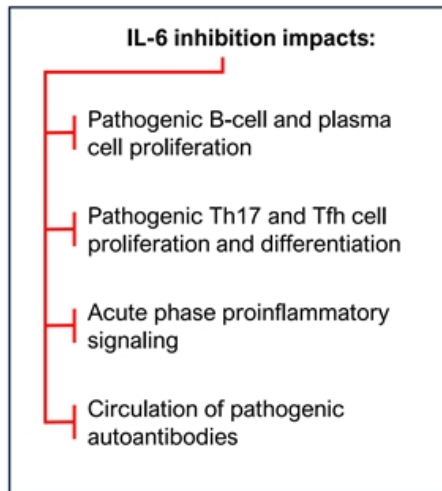 IL-6 inhibition impacts:
Pathogenic B-cell and plasma
cell proliferation
Pathogenic Th17 and Tfh cell
proliferation and differentiation
Acute phase proinflammatory
signaling
Circulation of pathogenic
autoantibodies